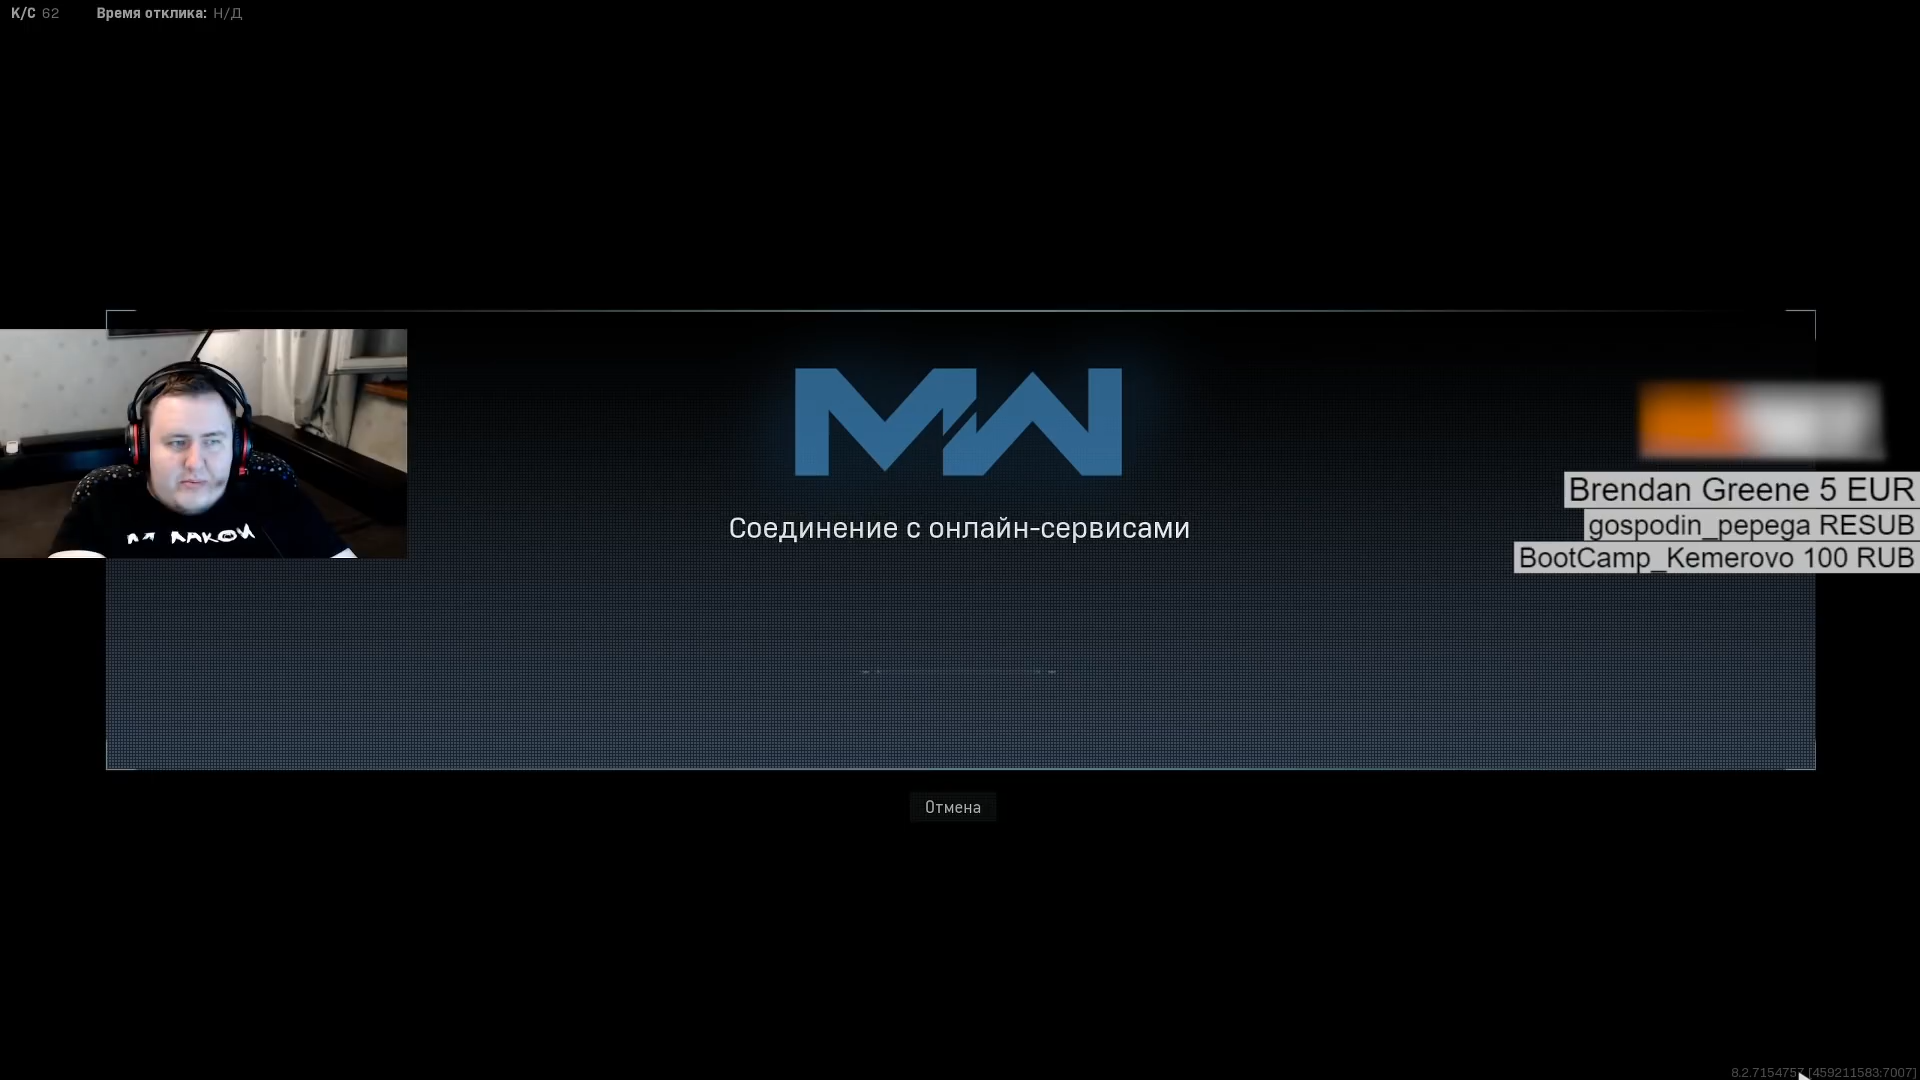 К/С 62 Время отклика: Н/Д
MW
Соединение с онлайн-сервисами
Brendan Greene 5 EUR
gospodin_pepega RESUB
BootCamp_Kemerovo 100 RUB
Отмена
8.2.7154757 [459211583:7007]